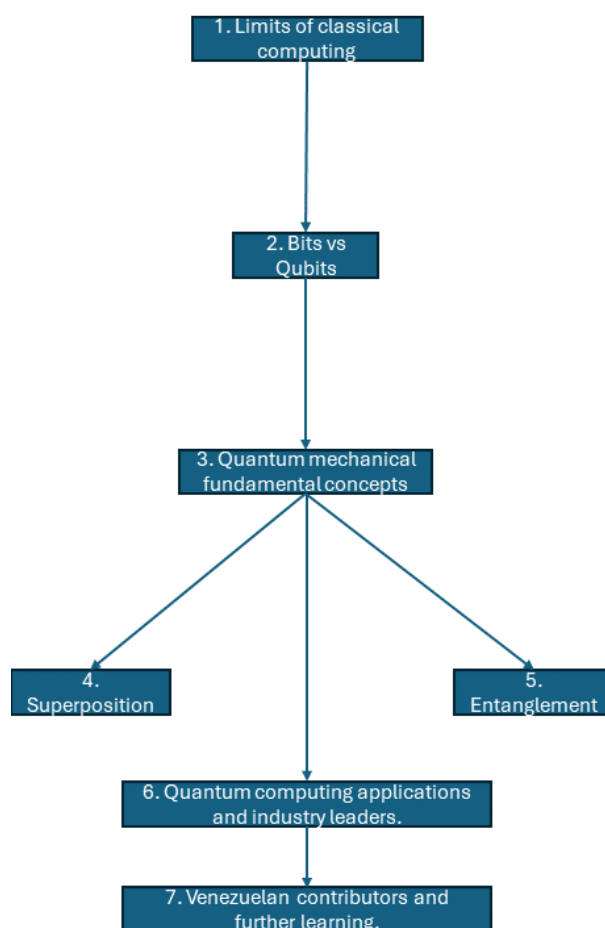 1. Limits of classical
computing
2. Bits vs
Qubits
3. Quantum mechanical
fundamental concepts
4.
Superposition
5.
Entanglement
6. Quantum computing applications
and industry leaders.
7. Venezuelan contributors and
further learning.